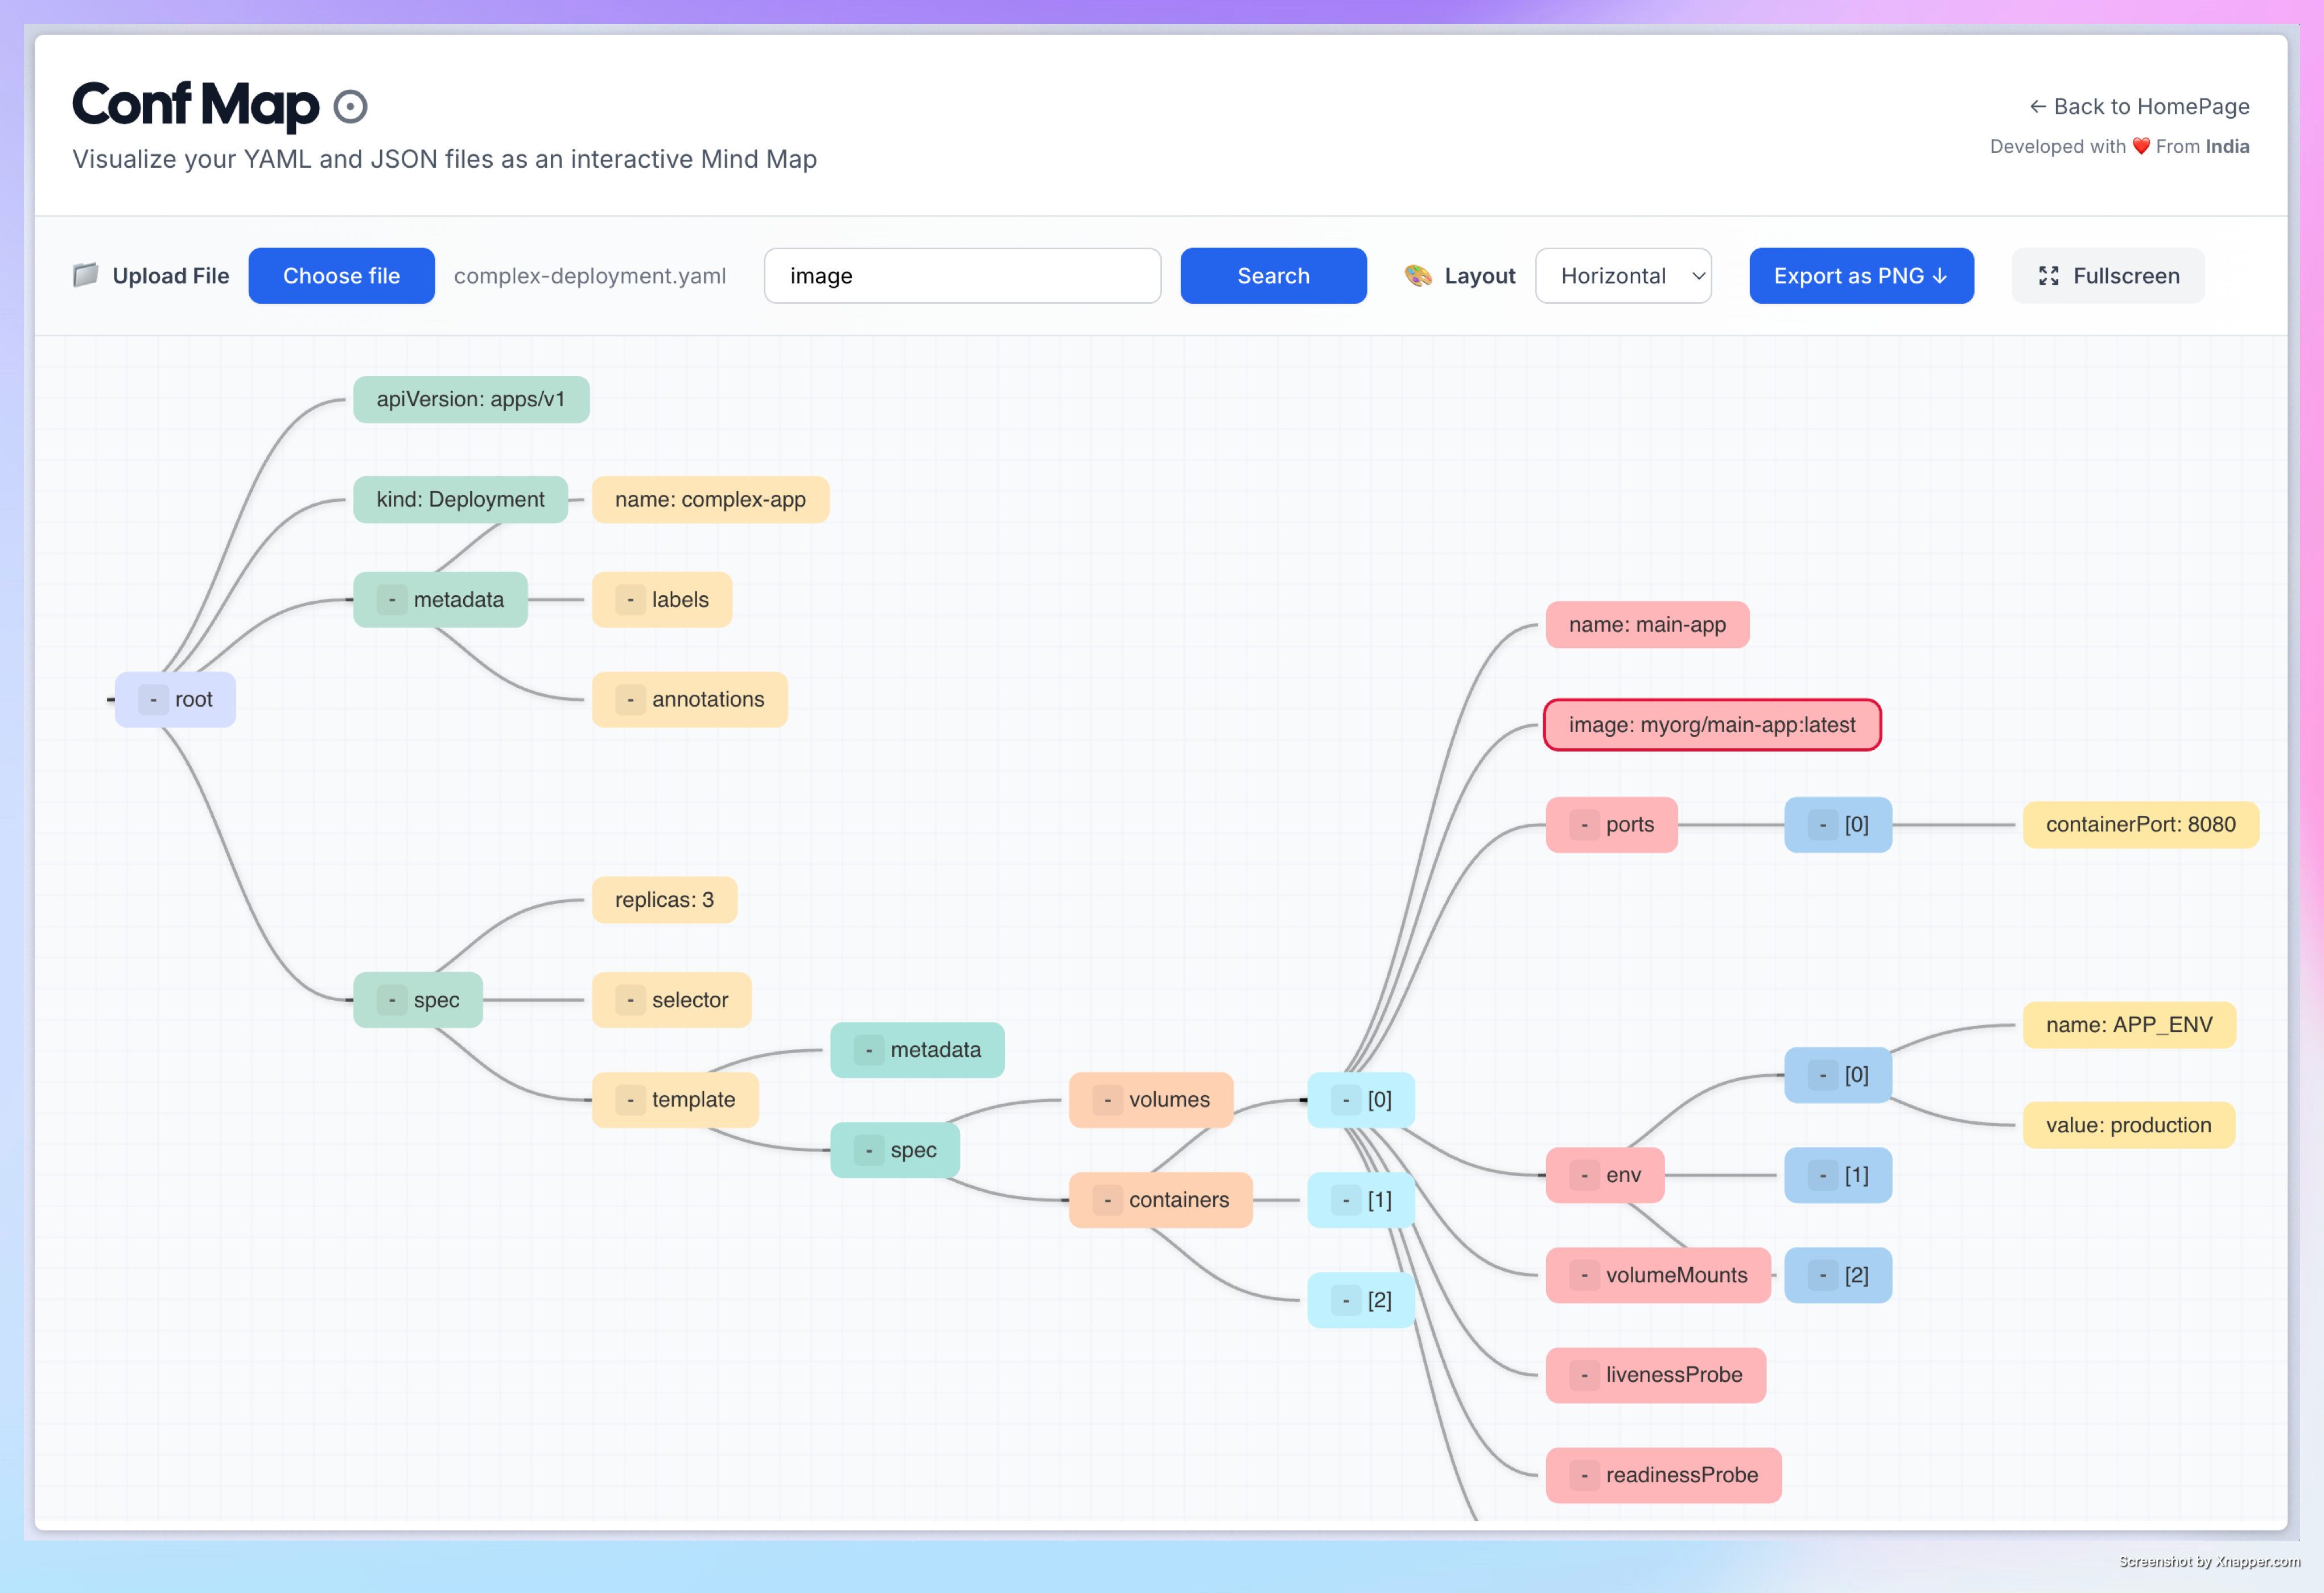 Conf Map
← Back to HomePage
Visualize your YAML and JSON files as an interactive Mind Map
Developed with ❤️ From India
📁 Upload File
Choose file
complex-deployment.yaml
image
Search
🎨 Layout
Horizontal
Export as PNG ↓
Fullscreen
apiVersion: apps/v1
kind: Deployment
name: complex-app
- metadata
- labels
- annotations
- root
name: main-app
image: myorg/main-app:latest
- ports
- [0]
containerPort: 8080
replicas: 3
- spec
- selector
- template
- metadata
- spec
- volumes
- containers
- [0]
- [1]
- [2]
- env
- [0]
name: APP_ENV
value: production
- [1]
- volumeMounts
- [2]
- livenessProbe
- readinessProbe
Screenshot by Xnapper.com